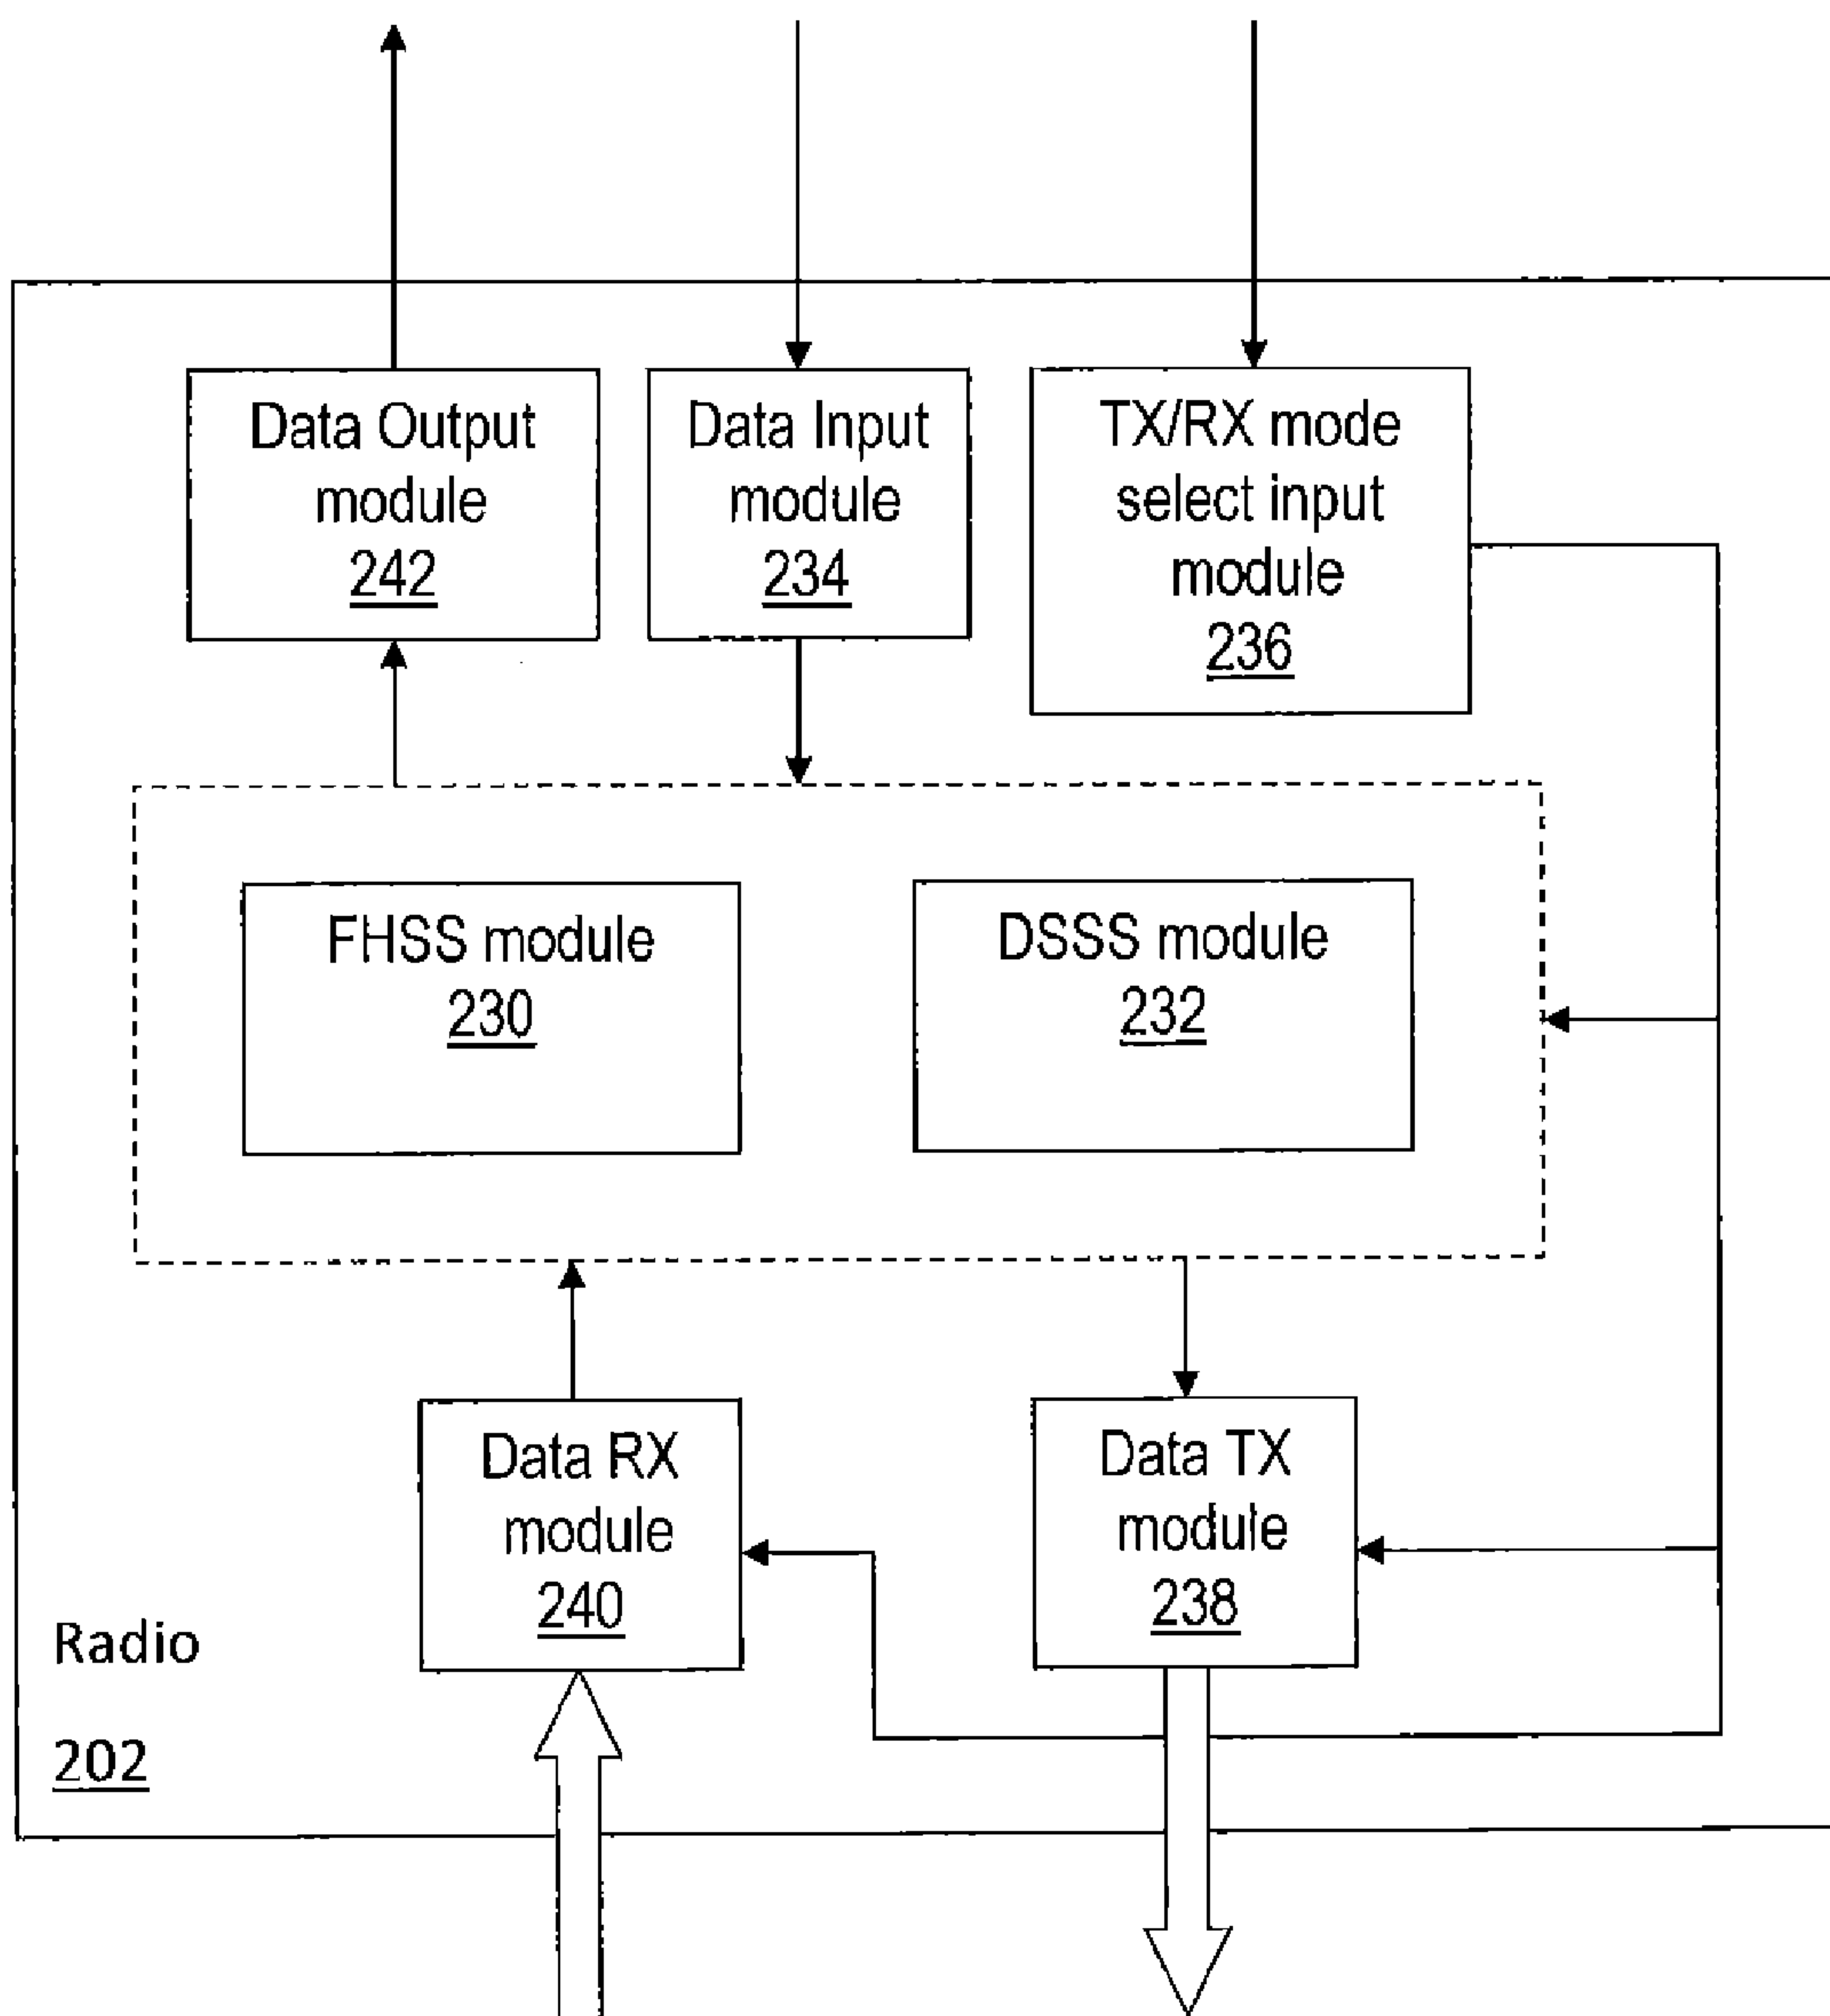 Data Output
module
242
Data Input
module
234
TX/RX mode
select input
module
236
FHSS module
230
DSSS module
232
Data RX
module
240
Data TX
module
238
Radio
202